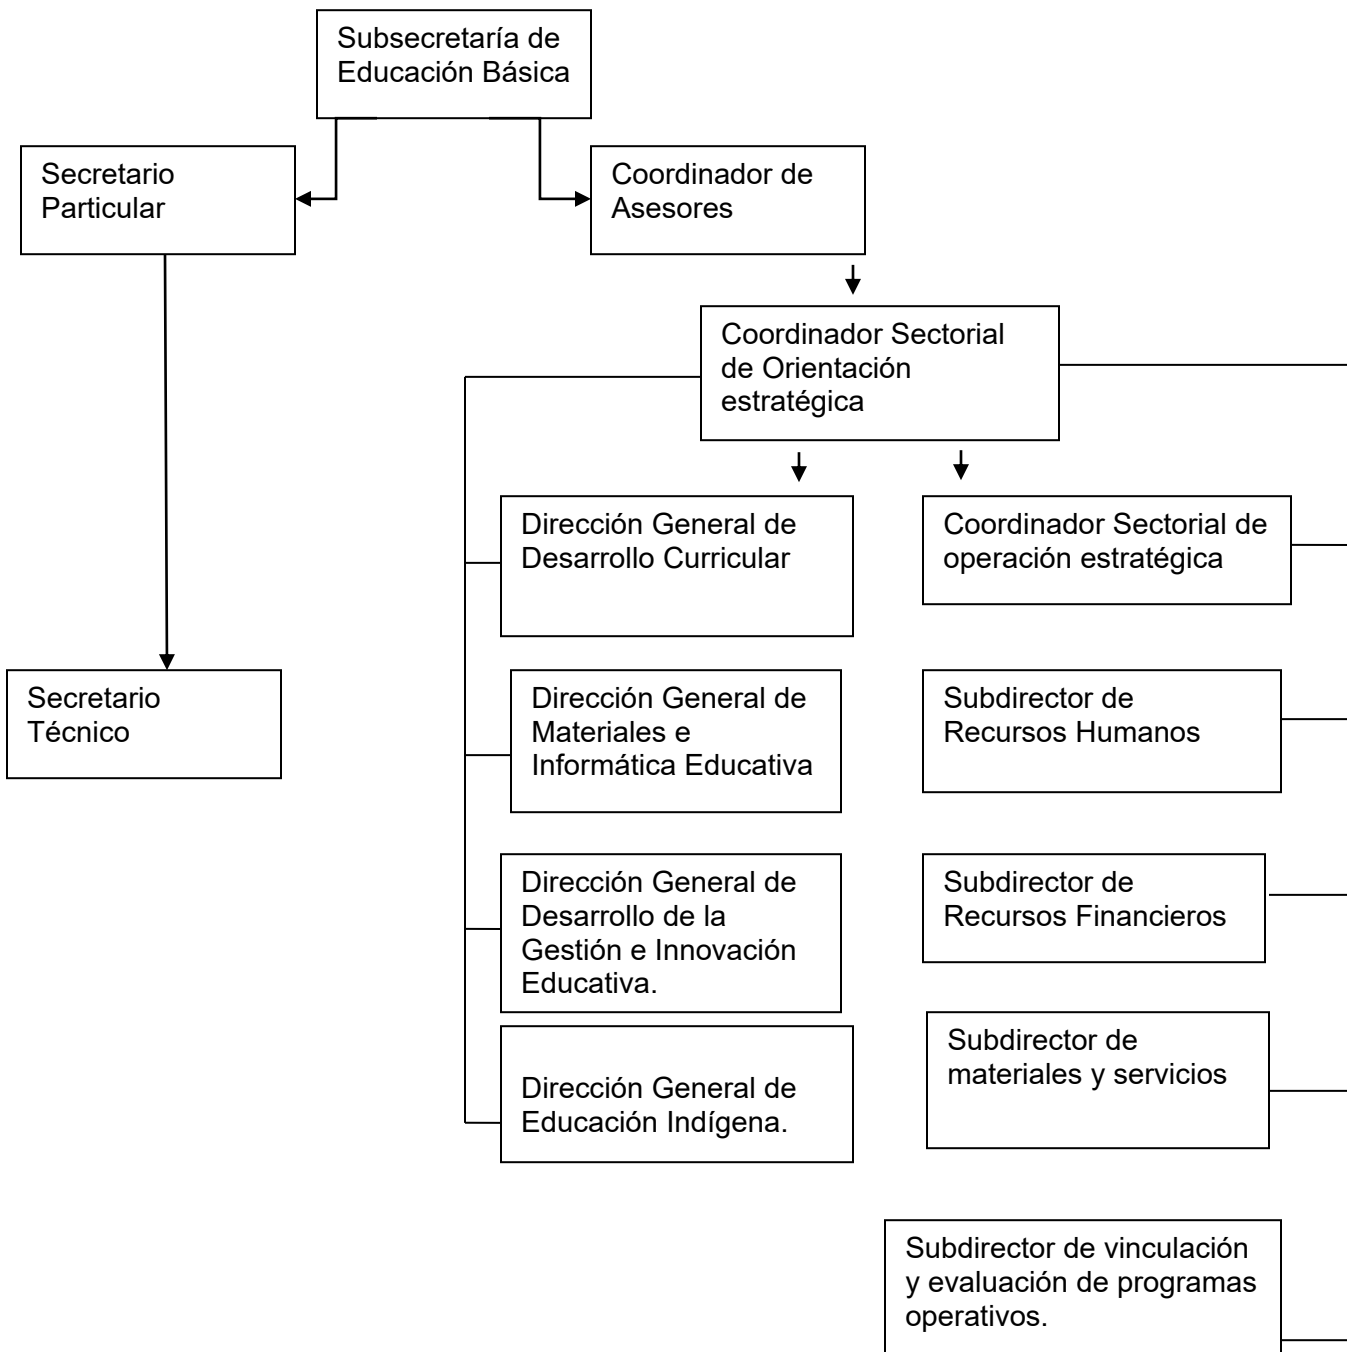 Subsecretaría de
Educación Básica
Secretario
Particular
Coordinador de
Asesores
Coordinador Sectorial
de Orientación
estratégica
Dirección General de
Desarrollo Curricular
Coordinador Sectorial de
operación estratégica
Secretario
Técnico
Dirección General de
Materiales e
Informática Educativa
Subdirector de
Recursos Humanos
Dirección General de
Desarrollo de la
Gestión e Innovación
Educativa.
Subdirector de
Recursos Financieros
Dirección General de
Educación Indígena.
Subdirector de
materiales y servicios
Subdirector de vinculación
y evaluación de programas
operativos.